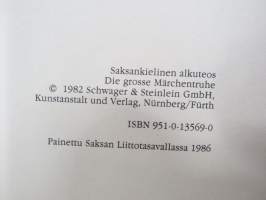 Saksankielinen alkuteos
Die grosse Märchentruhe
© 1982 Schwager & Steinlein GmbH,
Kunstanstalt und Verlag, Nürnberg/Fürth
ISBN 951-0-13569-0
Painettu Saksan Liittotasavallassa 1986